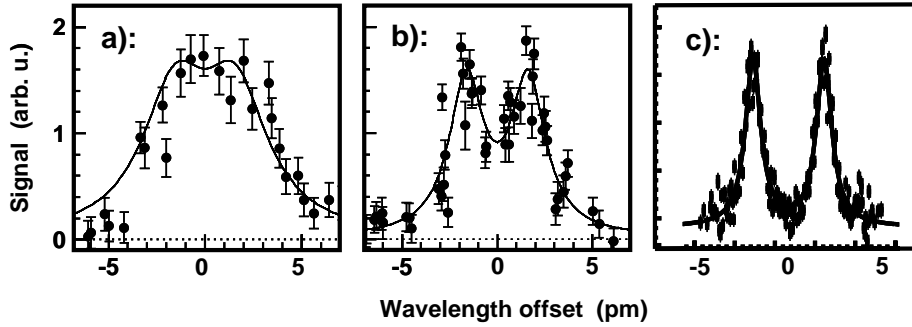 a):
b):
c):
2
1
0
Signal (arb. u.)
-5 0 5
-5 0 5
-5 0 5
Wavelength offset (pm)